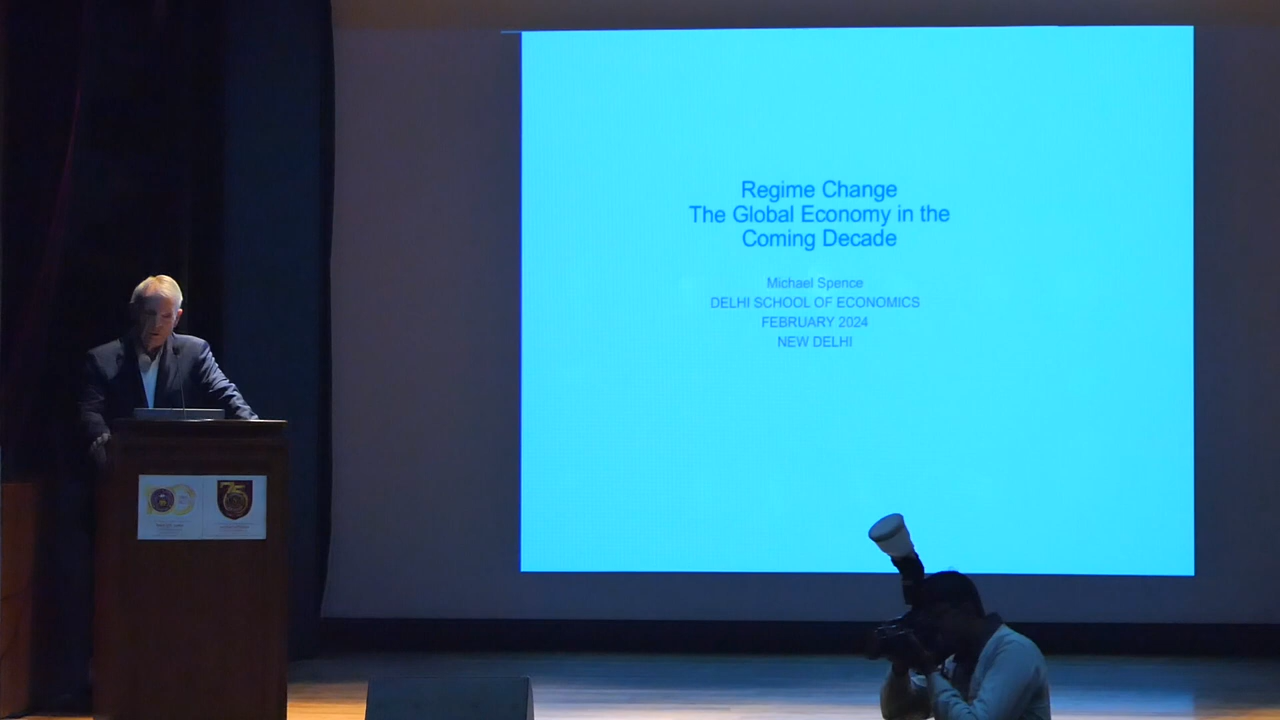 Regime Change
The Global Economy in the
Coming Decade
Michael Spence
DELHI SCHOOL OF ECONOMICS
FEBRUARY 2024
NEW DELHI
75